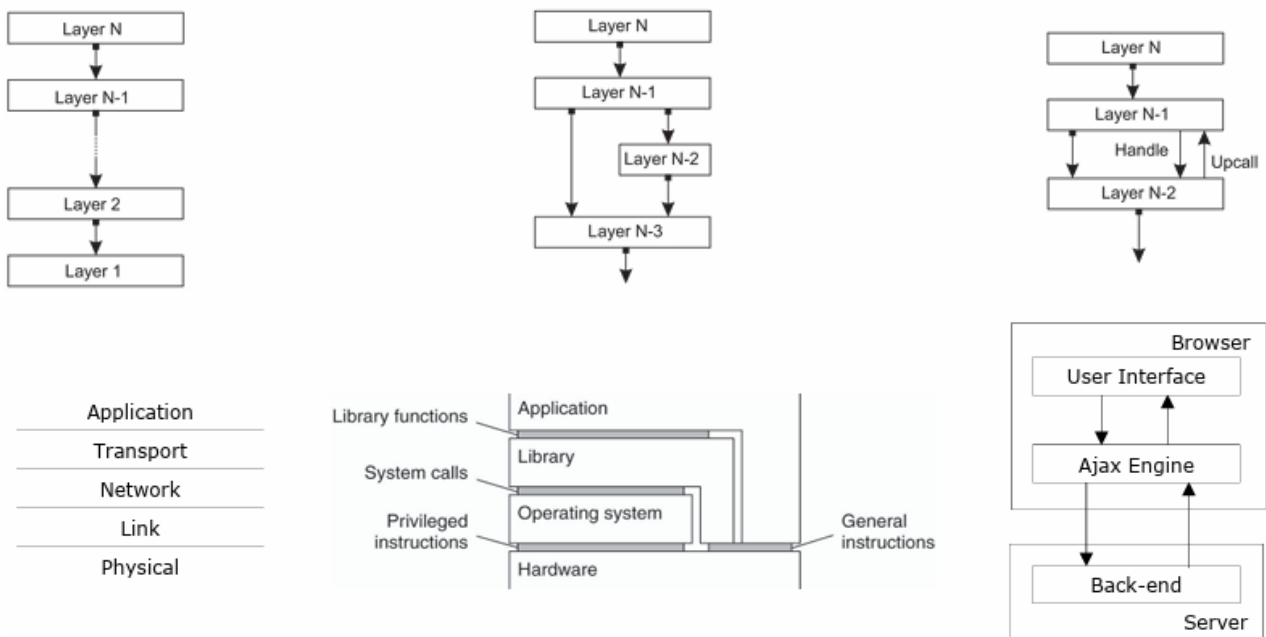 Layer N
Layer N-1
Layer 2
Layer 1
Layer N
Layer N-1
Layer N-2
Layer N-3
Layer N
Layer N-1
Handle
Upcall
Layer N-2
Application
Transport
Network
Link
Physical
Library functions
System calls
Privileged
instructions
Application
Library
Operating system
Hardware
General
instructions
Browser
User Interface
Ajax Engine
Back-end
Server